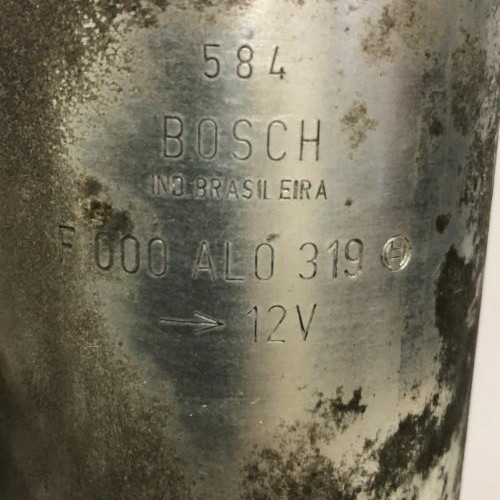 584
BOSCH
IND.BRASILEIRA
F 000 AL0 319 H
→ 12V